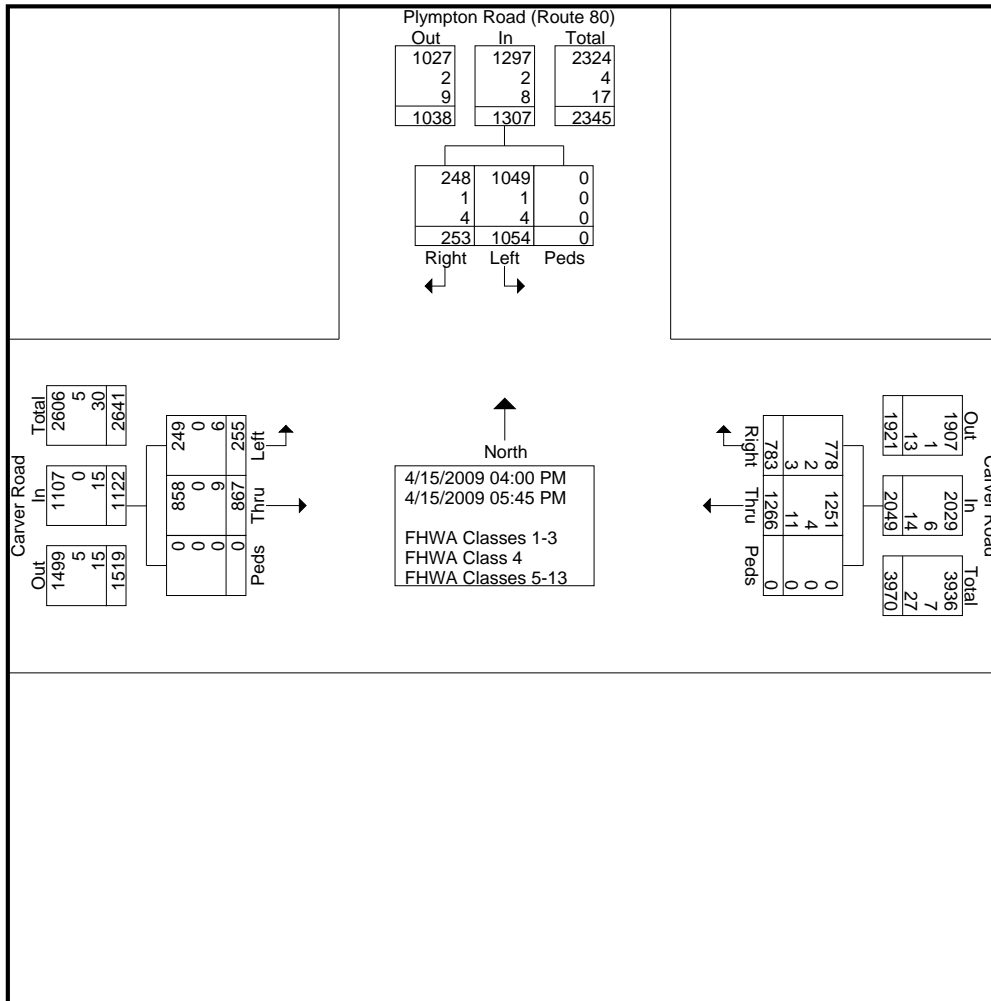 Plympton Road (Route 80)
Out In Total
1027 1297 2324
2 2 4
9 8 17
1038 1307 2345
248 1049 0
1 1 0
4 4 0
253 1054 0
Right Left Peds
North
4/15/2009 04:00 PM
4/15/2009 05:45 PM
FHWA Classes 1-3
FHWA Class 4
FHWA Classes 5-13
Carver Road
Out In Total
1499 1107 2606
5 0 5
15 15 30
1519 1122 2641
Peds Thru Left
0 858 249
0 0 0
0 9 6
0 867 255
Carver Road
Out In Total
1907 2029 3936
1 6 7
13 14 27
1921 2049 3970
778 1251 0
2 4 0
3 11 0
783 1266 0
Right Thru Peds